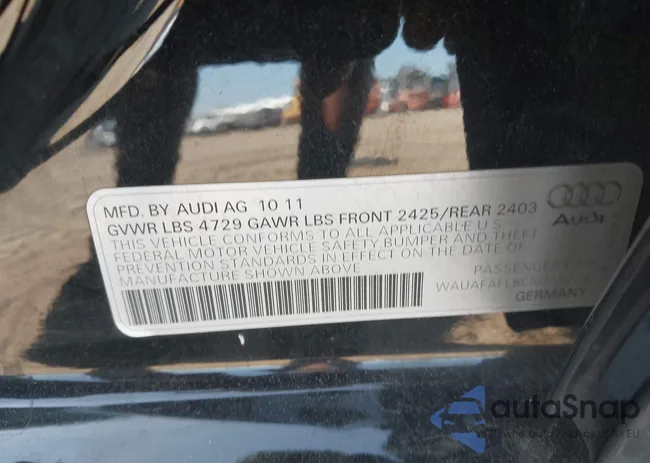 MFD. BY AUDI AG 10 11
GVWR LBS 4729 GAWR LBS FRONT 2425/REAR 2403
THIS VEHICLE CONFORMS TO ALL APPLICABLE U.S.
FEDERAL MOTOR VEHICLE SAFETY,BUMPER AND THEFT
PREVENTION STANDARDS IN EFFECT ON THE DATE OF
MANUFACTURE SHOWN ABOVE
PASSENGER
GERMANY
Audi
autoSnap